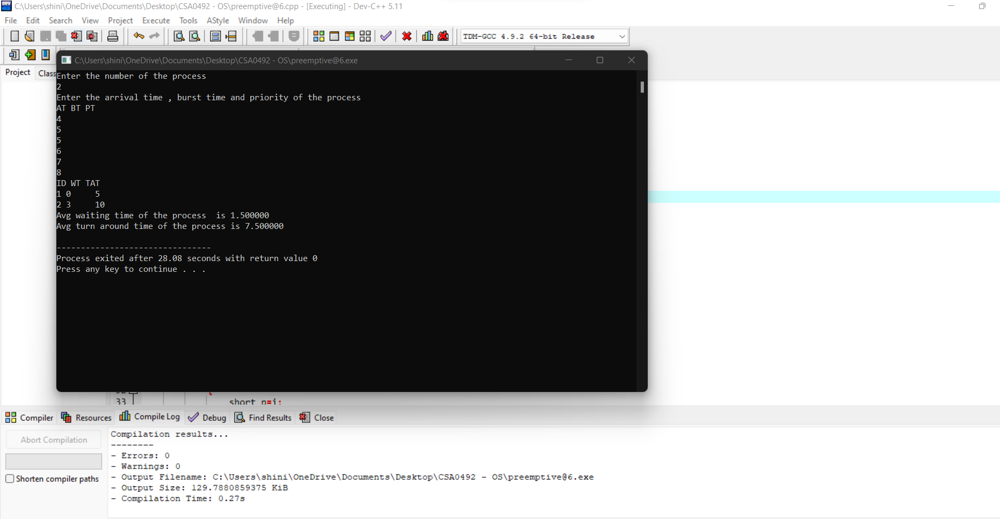 C:\Users\shini\OneDrive\Documents\Desktop\CSA0492 - OS\preemptive@6.cpp - [Executing] - Dev-C++ 5.11
File Edit Search View Project Execute Tools AStyle Window Help
TDM-GCC 4.9.2 64-bit Release
C:\Users\shini\OneDrive\Documents\Desktop\CSA0492 - OS\preemptive@6.exe
Project Class
Enter the number of the process
2
Enter the arrival time , burst time and priority of the process
AT BT PT
4
5
5
6
7
8
ID WT TAT
1 0     5
2 3     10
Avg waiting time of the process  is 1.500000
Avg turn around time of the process is 7.500000
--------------------------------
Process exited after 28.08 seconds with return value 0
Press any key to continue . . .
33 short n=i;
Compiler Resources Compile Log Debug Find Results Close
Abort Compilation
Shorten compiler paths
Compilation results...
--------
- Errors: 0
- Warnings: 0
- Output Filename: C:\Users\shini\OneDrive\Documents\Desktop\CSA0492 - OS\preemptive@6.exe
- Output Size: 129.7880859375 KiB
- Compilation Time: 0.27s